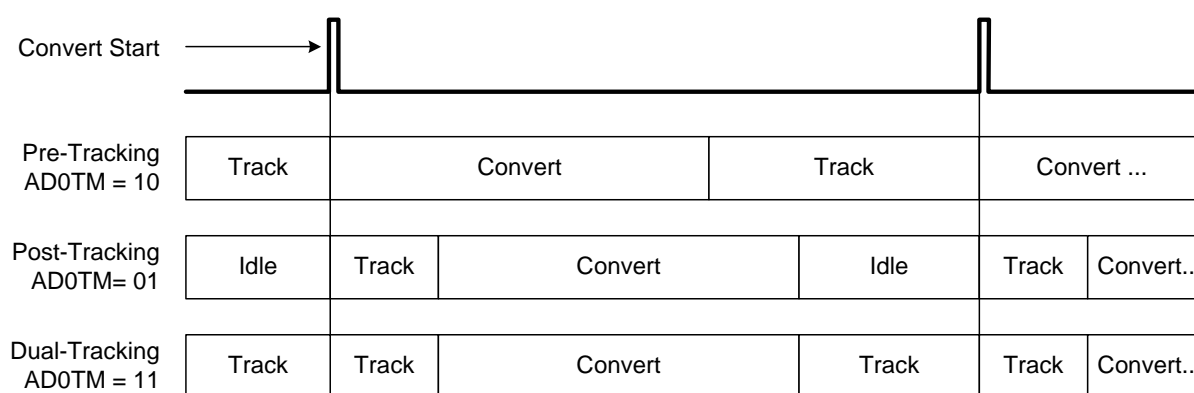 Convert Start
Pre-Tracking
AD0TM = 10
Track
Convert
Track
Convert ...
Post-Tracking
AD0TM= 01
Idle
Track
Convert
Idle
Track
Convert..
Dual-Tracking
AD0TM = 11
Track
Track
Convert
Track
Track
Convert..